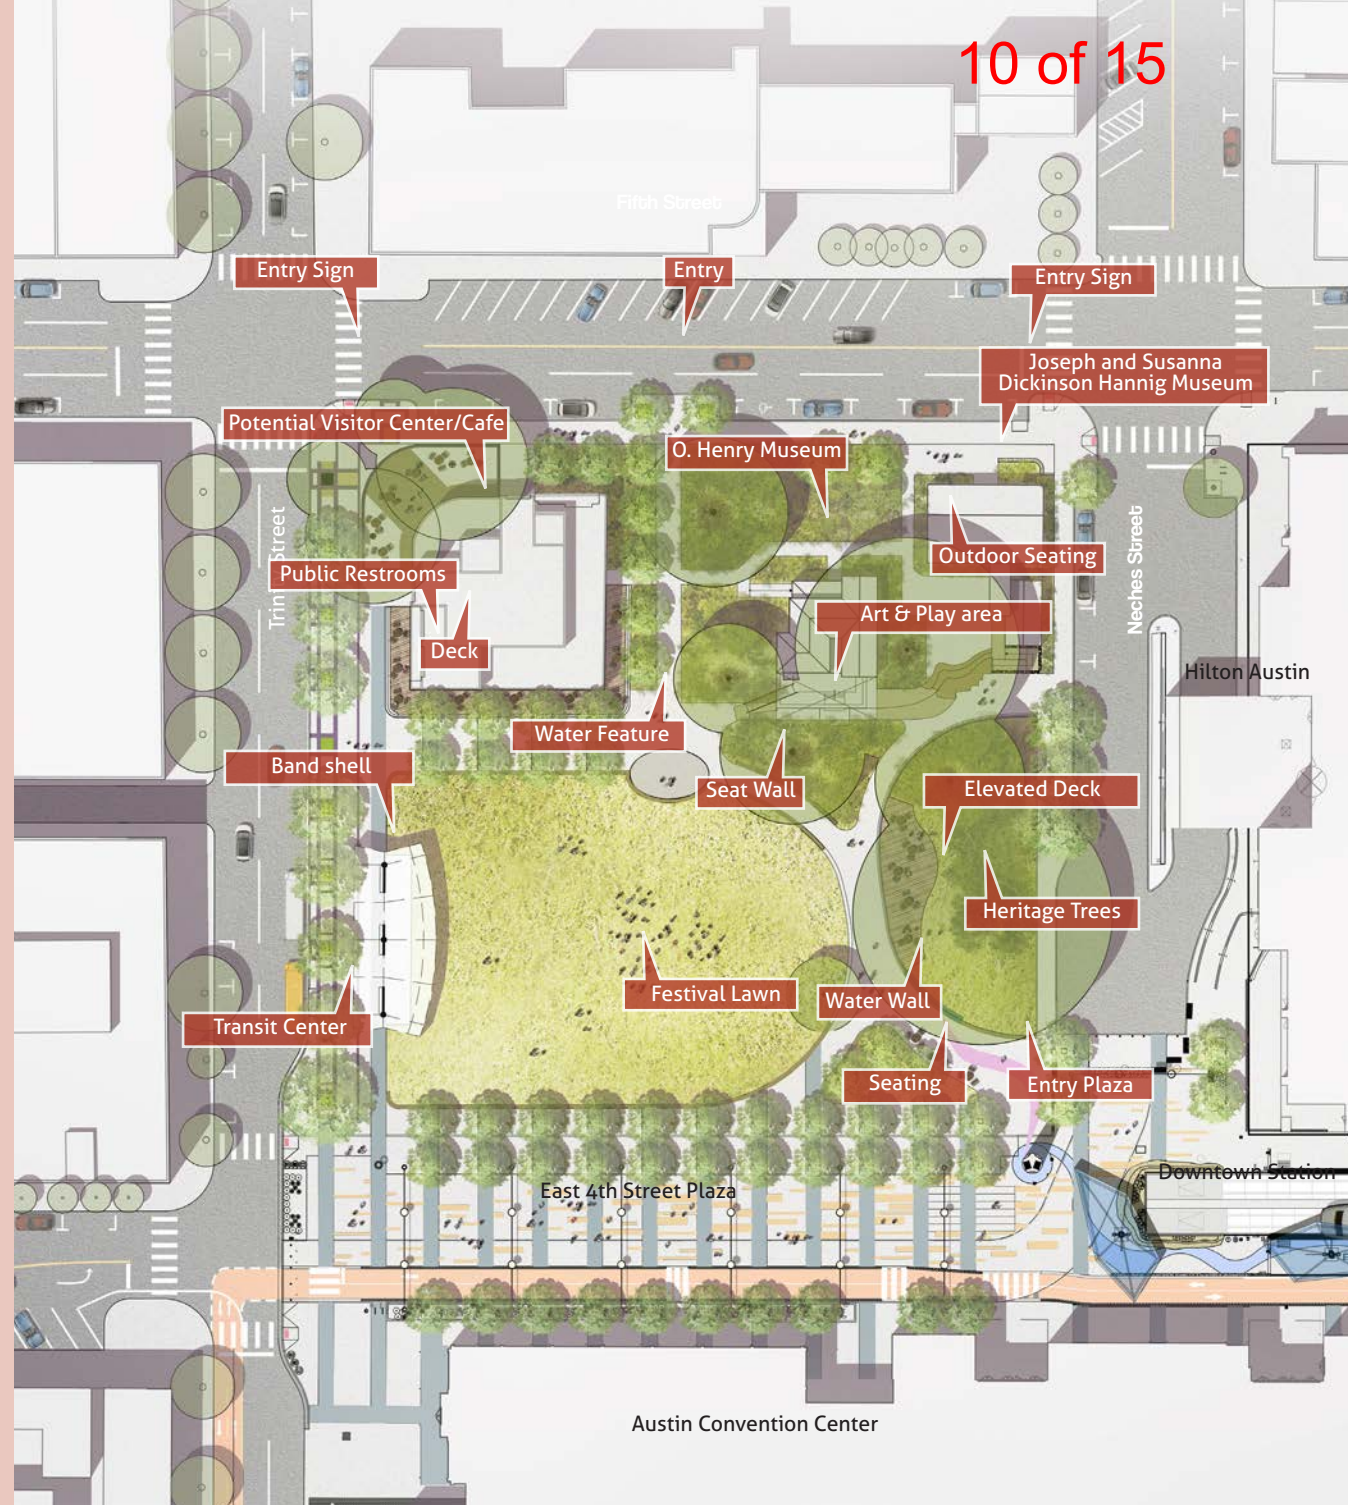 10 of 15
Fifth Street
Entry Sign
Entry
Entry Sign
Joseph and Susanna
Dickinson Hannig Museum
Potential Visitor Center/Cafe
O. Henry Museum
Trin Street
Neches Street
Outdoor Seating
Public Restrooms
Art & Play area
Deck
Hilton Austin
Water Feature
Band shell
Seat Wall
Elevated Deck
Heritage Trees
Festival Lawn
Water Wall
Transit Center
Seating
Entry Plaza
Downtown Station
East 4th Street Plaza
Austin Convention Center